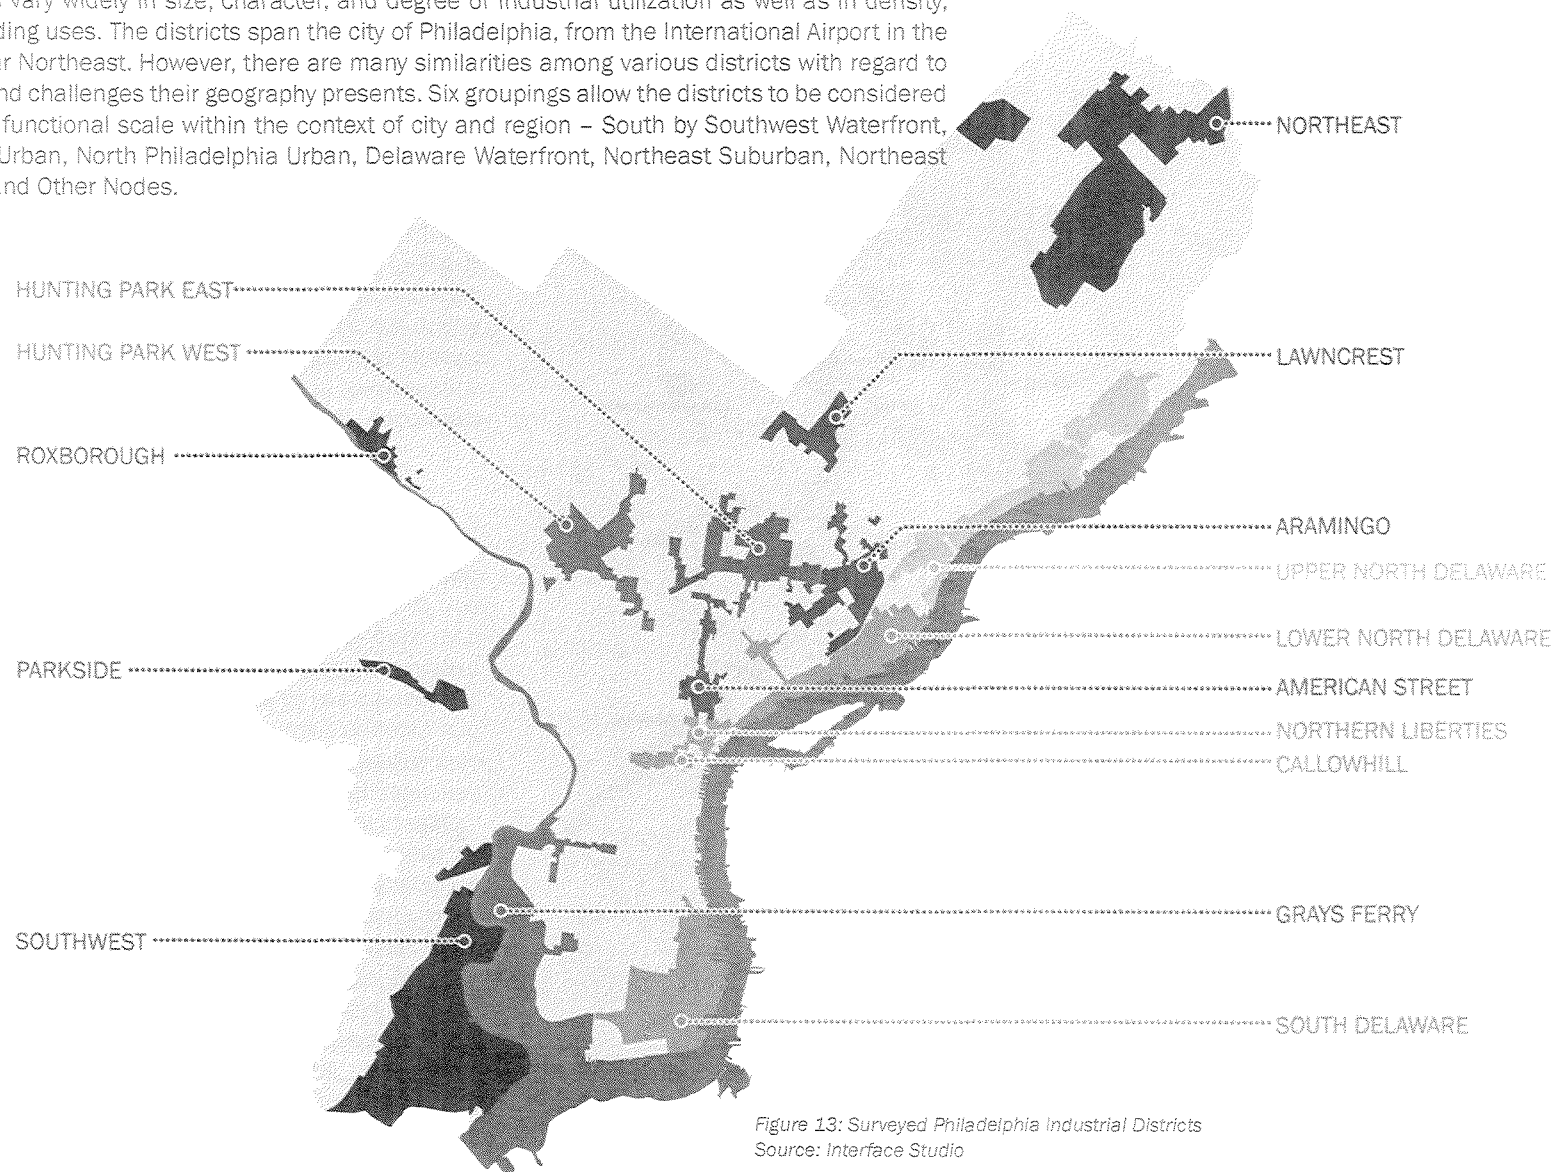 vary widely in size, character, and degree of industrial utilization as well as in density,
ding uses. The districts span the city of Philadelphia, from the International Airport in the
r Northeast. However, there are many similarities among various districts with regard to
nd challenges their geography presents. Six groupings allow the districts to be considered
functional scale within the context of city and region – South by Southwest Waterfront,
Urban, North Philadelphia Urban, Delaware Waterfront, Northeast Suburban, Northeast
nd Other Nodes.
NORTHEAST
HUNTING PARK EAST
HUNTING PARK WEST
LAWNCREST
ROXBOROUGH
ARAMINGO
UPPER NORTH DELAWARE
LOWER NORTH DELAWARE
PARKSIDE
AMERICAN STREET
NORTHERN LIBERTIES
CALLOWHILL
GRAYS FERRY
SOUTHWEST
SOUTH DELAWARE
Figure 13: Surveyed Philadelphia Industrial Districts
Source: Interface Studio